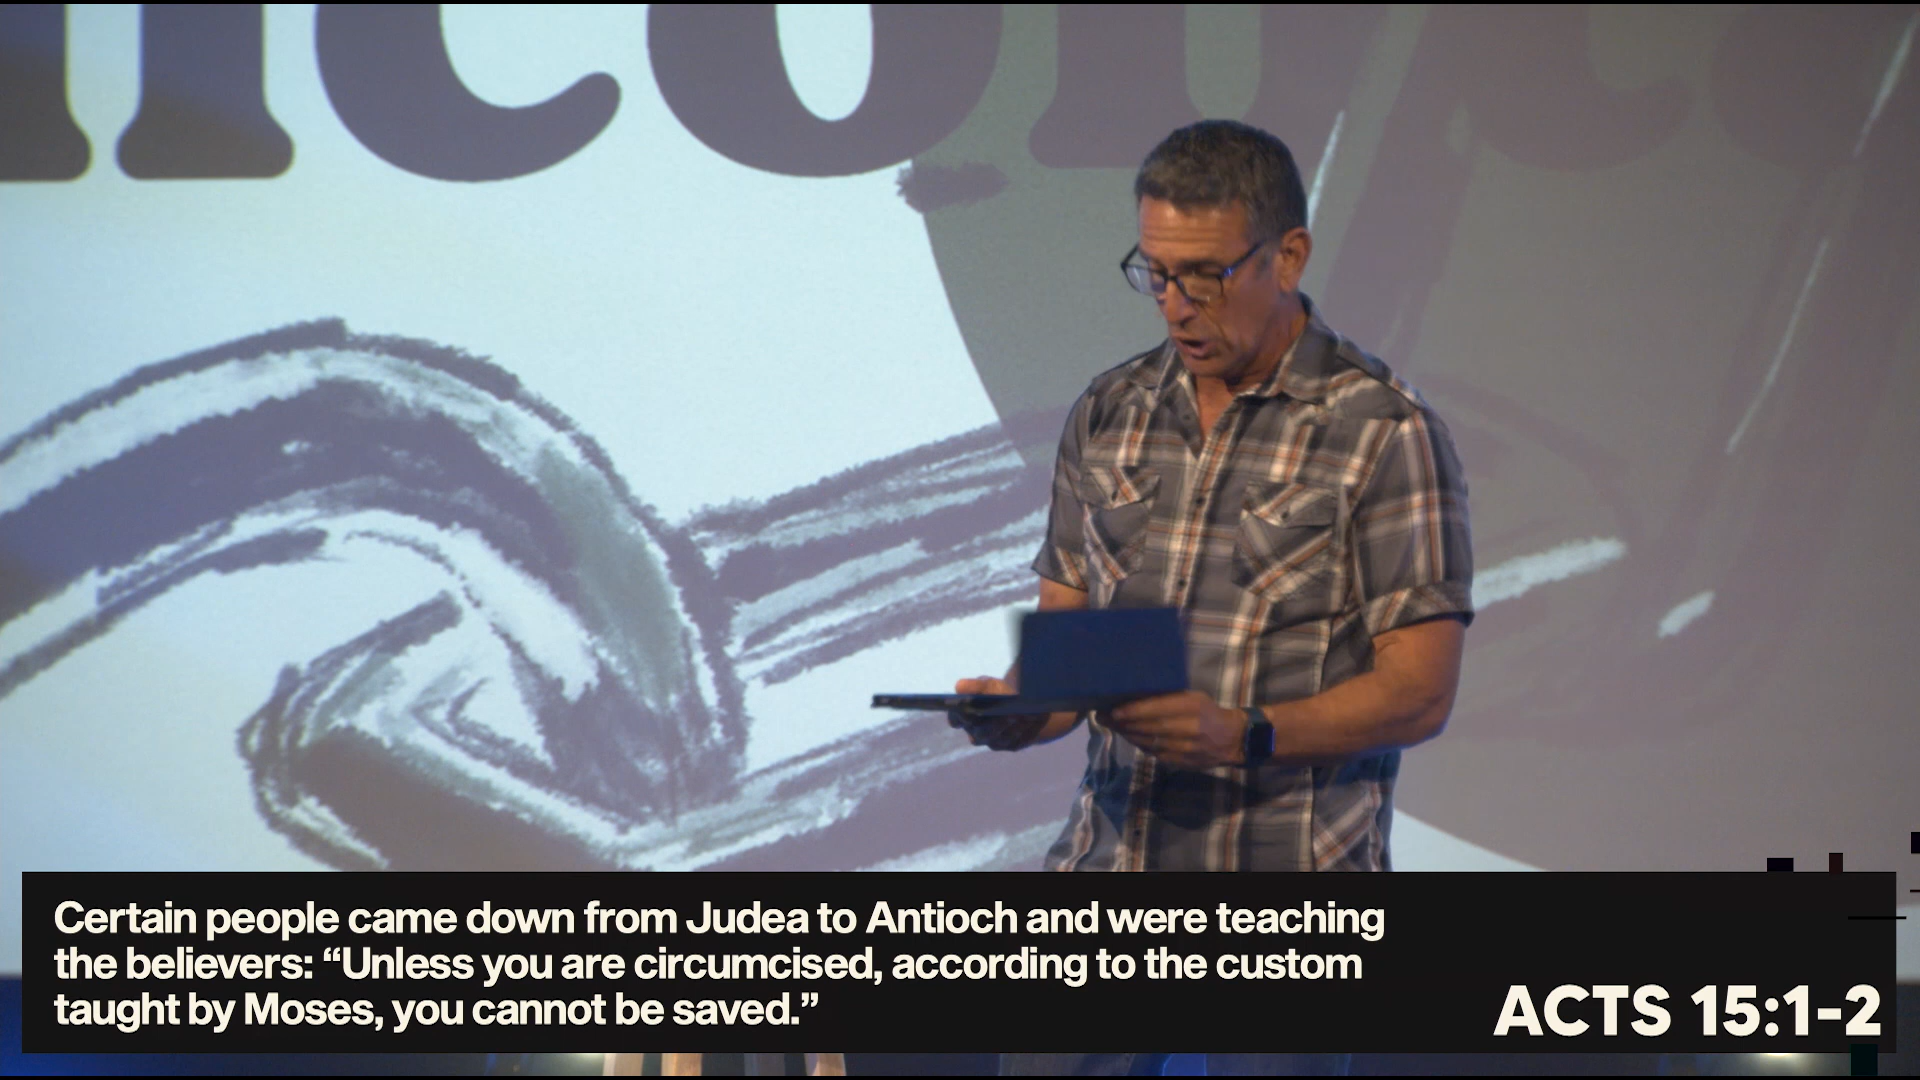 Certain people came down from Judea to Antioch and were teaching
the believers: “Unless you are circumcised, according to the custom
taught by Moses, you cannot be saved.”
ACTS 15:1-2